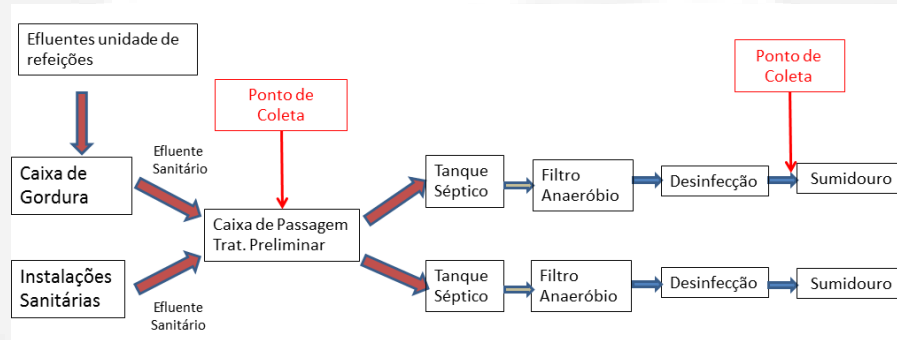 Efluentes unidade de
refeições
Ponto de
Coleta
Ponto de
Coleta
Efluente
Sanitário
Caixa de
Gordura
Tanque
Séptico
Filtro
Anaeróbio
Desinfecção
Sumidouro
Caixa de Passagem
Trat. Preliminar
Instalações
Sanitárias
Efluente
Sanitário
Tanque
Séptico
Filtro
Anaeróbio
Desinfecção
Sumidouro